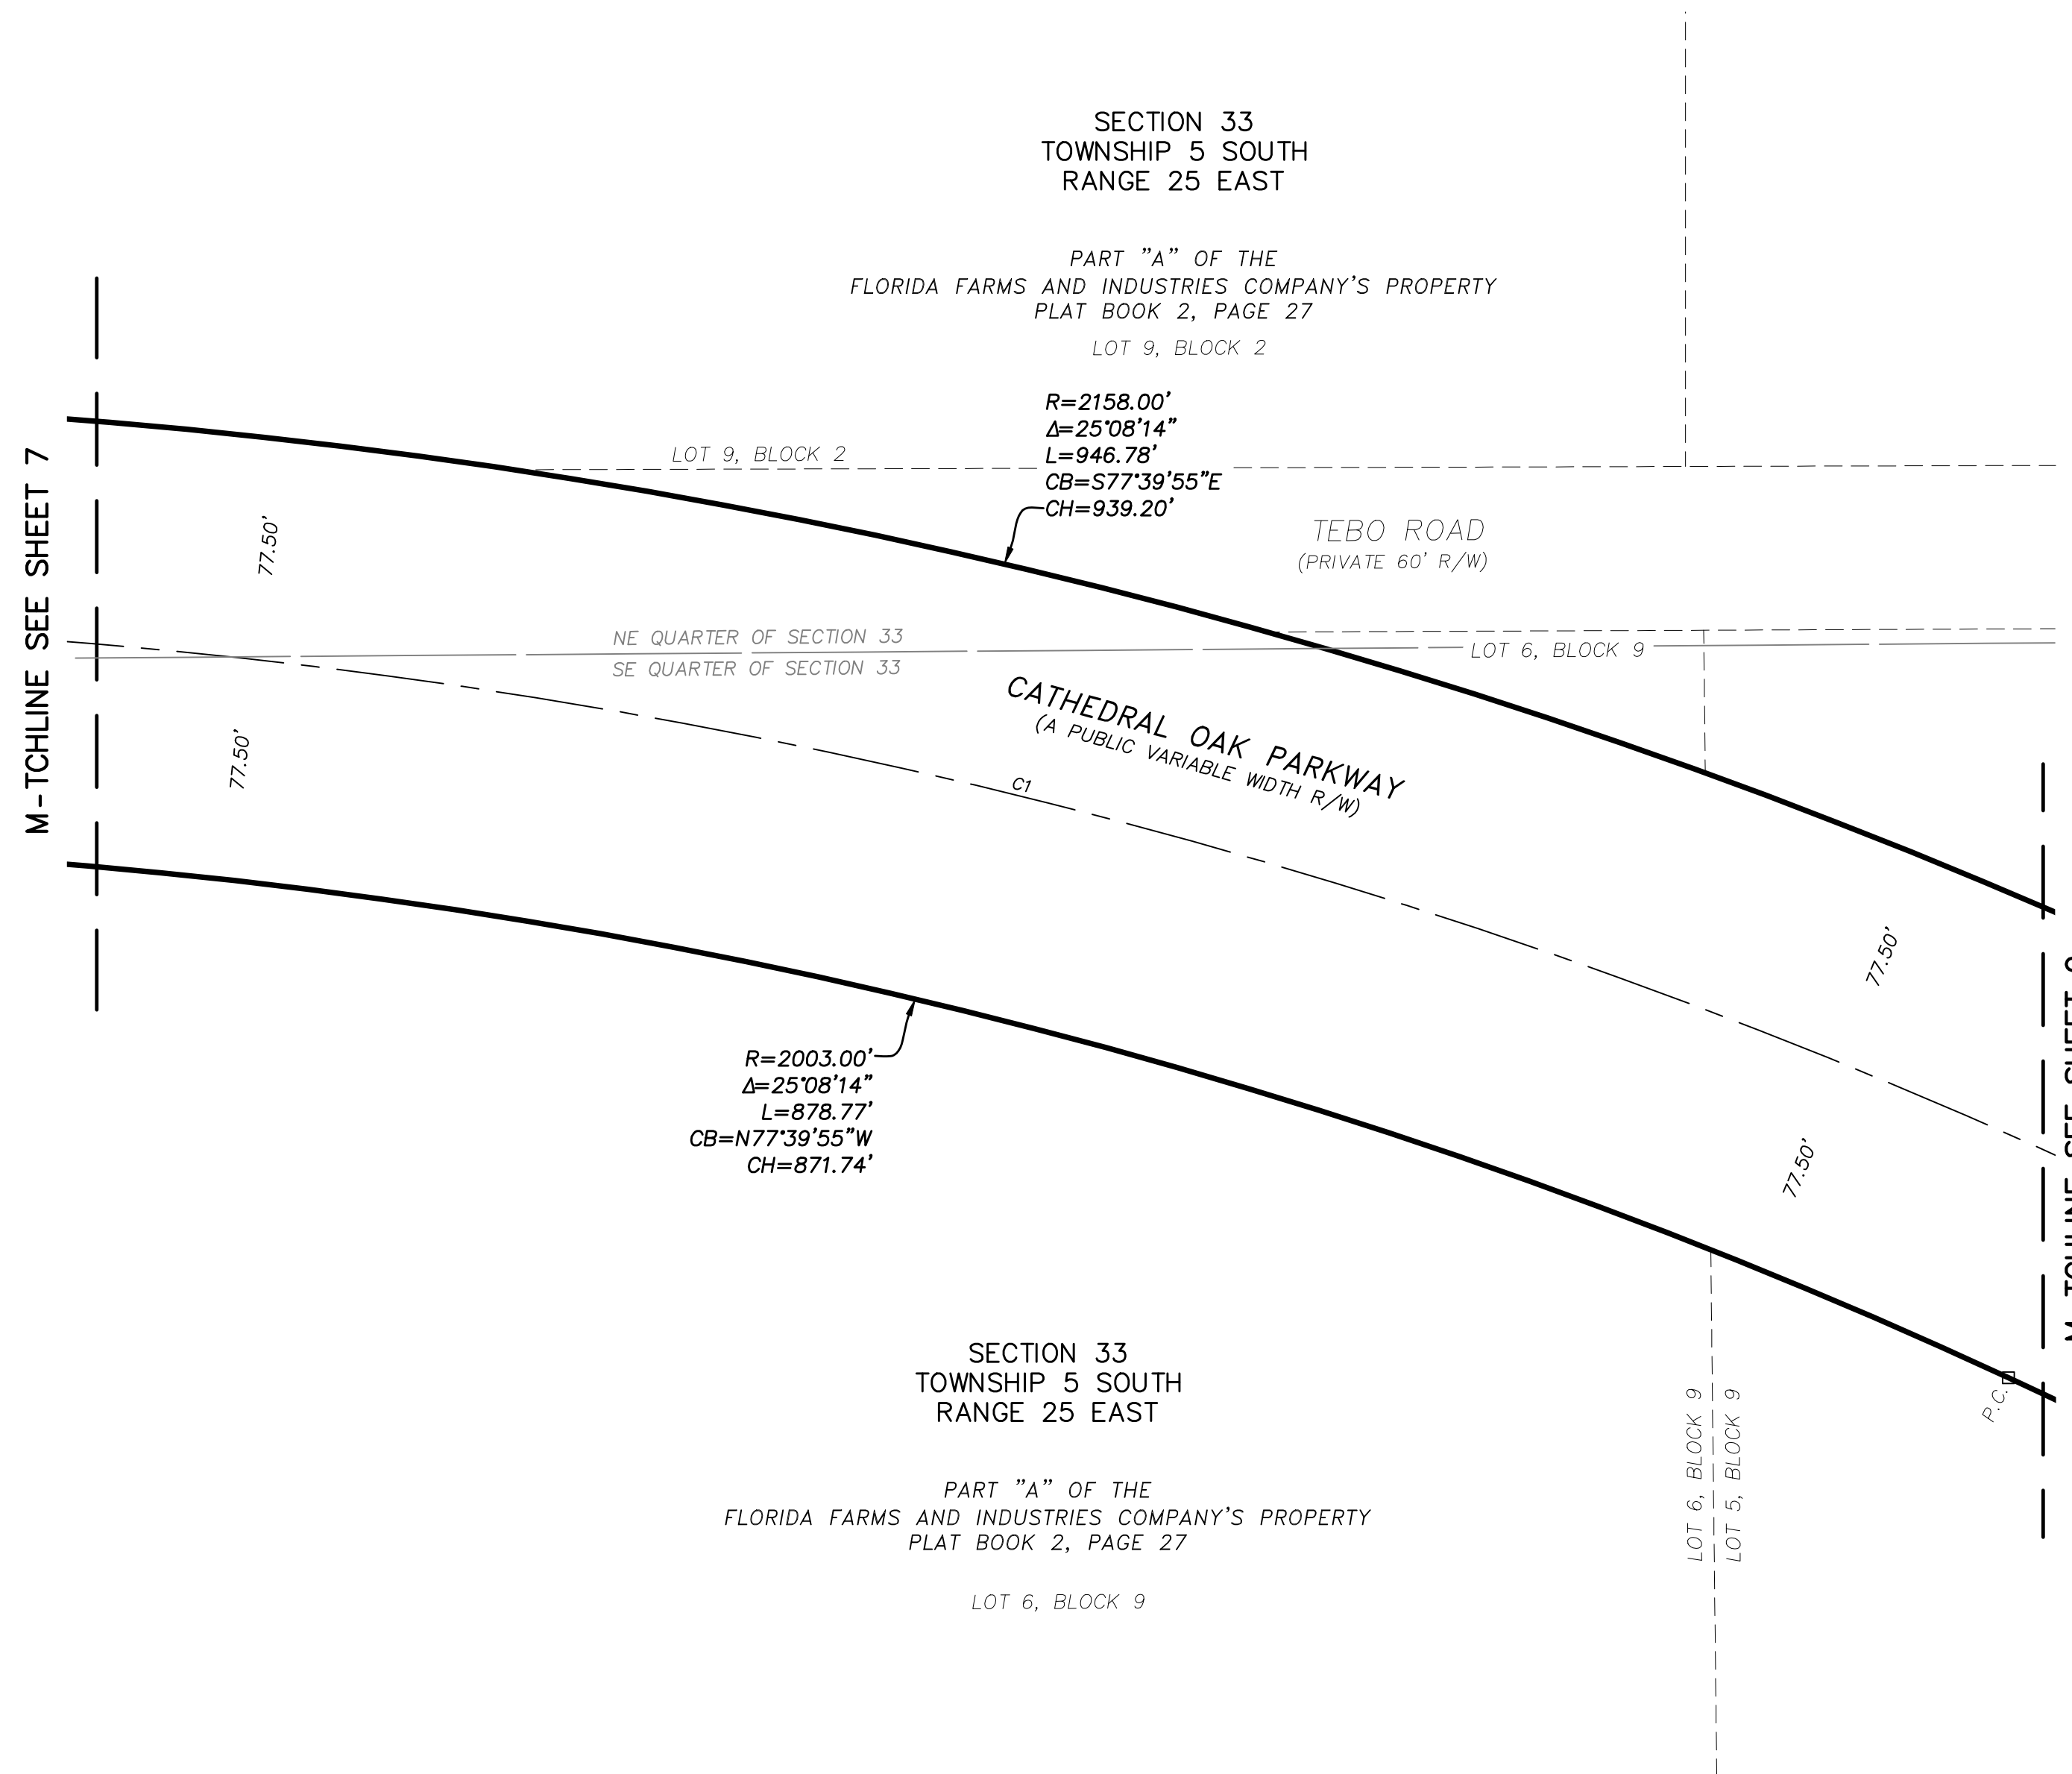 SECTION 33
TOWNSHIP 5 SOUTH
RANGE 25 EAST
PART "A" OF THE
FLORIDA FARMS AND INDUSTRIES COMPANY'S PROPERTY
PLAT BOOK 2, PAGE 27
LOT 9, BLOCK 2
R=2158.00'
Δ=25°08'14"
L=946.78'
CB=S77°39'55"E
CH=939.20'
LOT 9, BLOCK 2
M-TCHLINE SEE SHEET 7
77.50'
TEBO ROAD
(PRIVATE 60' R/W)
NE QUARTER OF SECTION 33
SE QUARTER OF SECTION 33
LOT 6, BLOCK 9
CATHEDRAL OAK PARKWAY
(A PUBLIC VARIABLE WIDTH R/W)
77.50'
C1
77.50'
77.50'
R=2003.00'
Δ=25°08'14"
L=878.77'
CB=N77°39'55"W
CH=871.74'
SECTION 33
TOWNSHIP 5 SOUTH
RANGE 25 EAST
PART "A" OF THE
FLORIDA FARMS AND INDUSTRIES COMPANY'S PROPERTY
PLAT BOOK 2, PAGE 27
LOT 6, BLOCK 9
LOT 6, BLOCK 9
LOT 5, BLOCK 9
P.C.